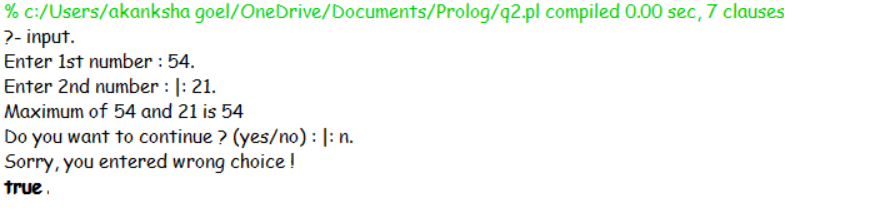 % c:/Users/akanksha goel/OneDrive/Documents/Prolog/q2.pl compiled 0.00 sec, 7 clauses
?- input.
Enter 1st number : 54.
Enter 2nd number : |: 21.
Maximum of 54 and 21 is 54
Do you want to continue ? (yes/no) : |: n.
Sorry, you entered wrong choice !
true .